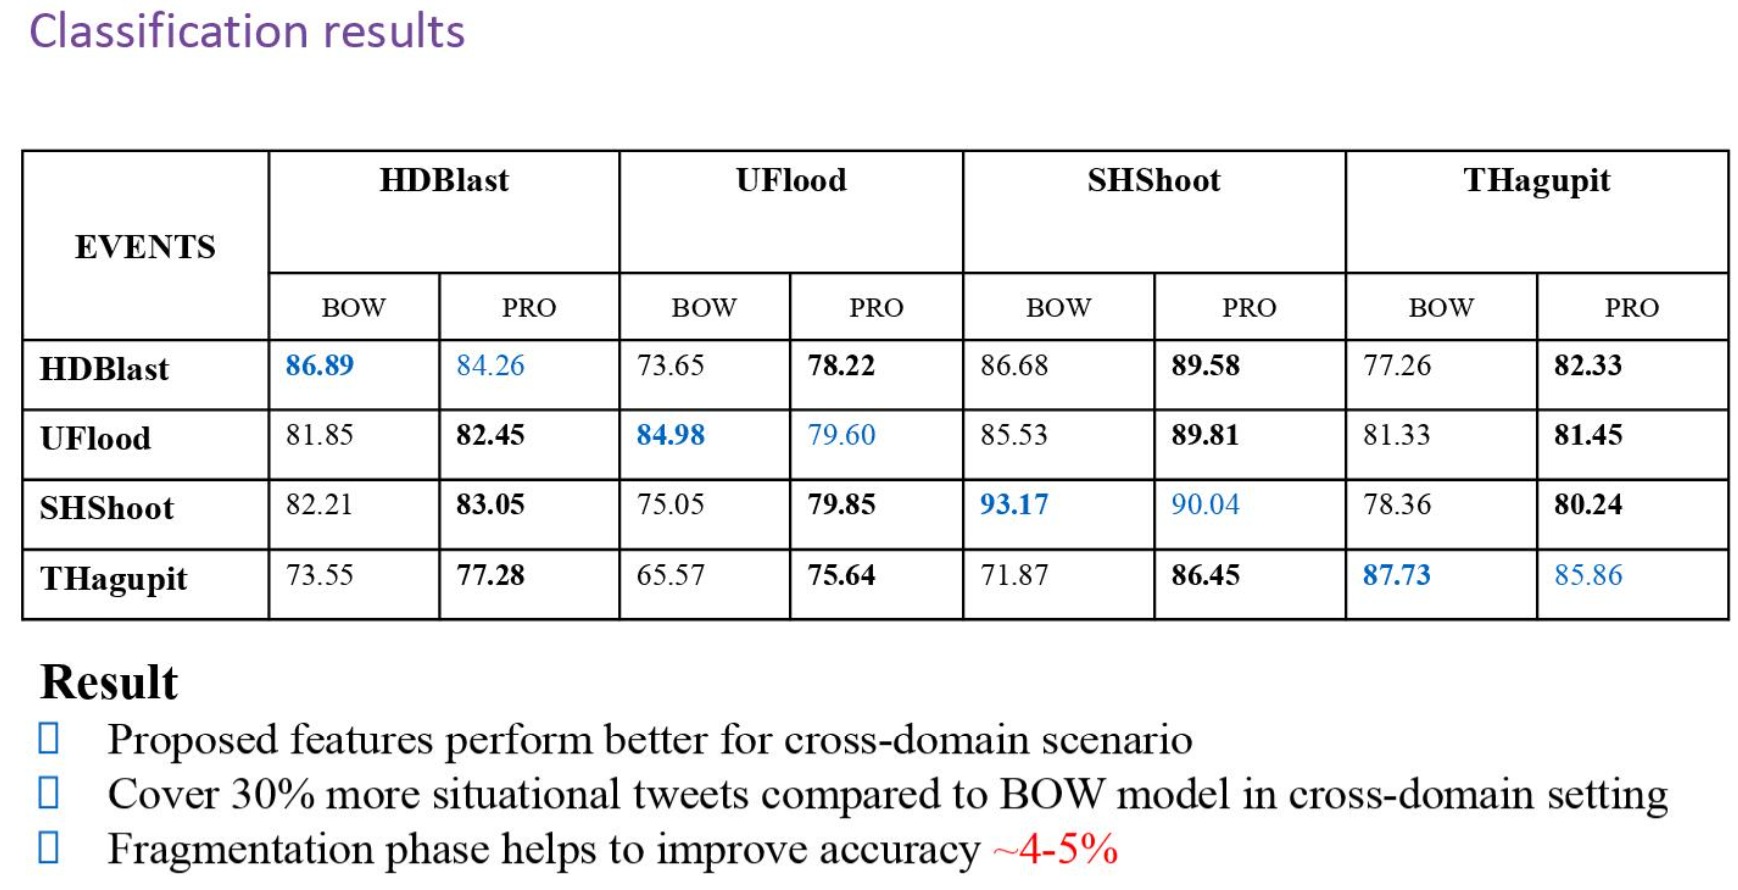 Classification results
EVENTS HDBlast UFlood SHShoot THagupit
BOW PRO BOW PRO BOW PRO BOW PRO
HDBlast 86.89 84.26 73.65 78.22 86.68 89.58 77.26 82.33
UFlood 81.85 82.45 84.98 79.60 85.53 89.81 81.33 81.45
SHShoot 82.21 83.05 75.05 79.85 93.17 90.04 78.36 80.24
THagupit 73.55 77.28 65.57 75.64 71.87 86.45 87.73 85.86
Result
Proposed features perform better for cross-domain scenario
Cover 30% more situational tweets compared to BOW model in cross-domain setting
Fragmentation phase helps to improve accuracy ~4-5%